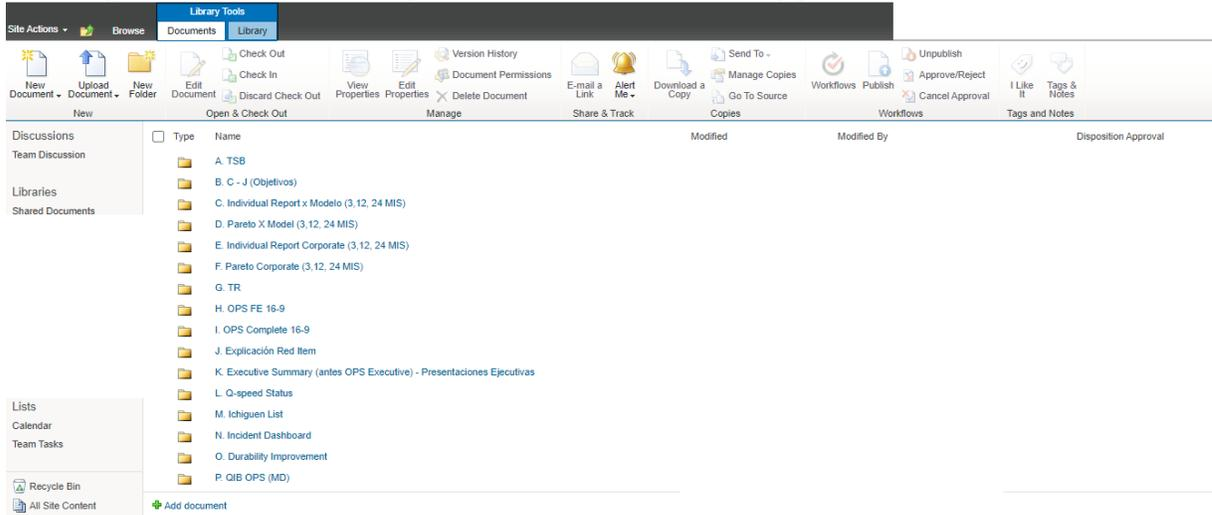 Library Tools
Site Actions Browse Documents Library
New Document Upload Document New Folder
Edit Document Check Out Check In Discard Check Out
View Properties Edit Properties Version History Document Permissions Delete Document
E-mail a Link Alert Me
Download a Copy Send To Manage Copies Go To Source
Workflows Publish Unpublish Approve/Reject Cancel Approval
I Like It Tags & Notes
New Open & Check Out Manage Share & Track Copies Workflows Tags and Notes
Discussions
Team Discussion
Libraries
Shared Documents
Lists
Calendar
Team Tasks
Recycle Bin
All Site Content
Type Name Modified Modified By Disposition Approval
A. TSB
B. C - J (Objetivos)
C. Individual Report x Modelo (3,12, 24 MIS)
D. Pareto X Model (3,12, 24 MIS)
E. Individual Report Corporate (3,12, 24 MIS)
F. Pareto Corporate (3,12, 24 MIS)
G. TR
H. OPS FE 16-9
I. OPS Complete 16-9
J. Explicación Red Item
K. Executive Summary (antes OPS Executive) - Presentaciones Ejecutivas
L. Q-speed Status
M. Ichiguen List
N. Incident Dashboard
O. Durability Improvement
P. QIB OPS (MD)
Add document